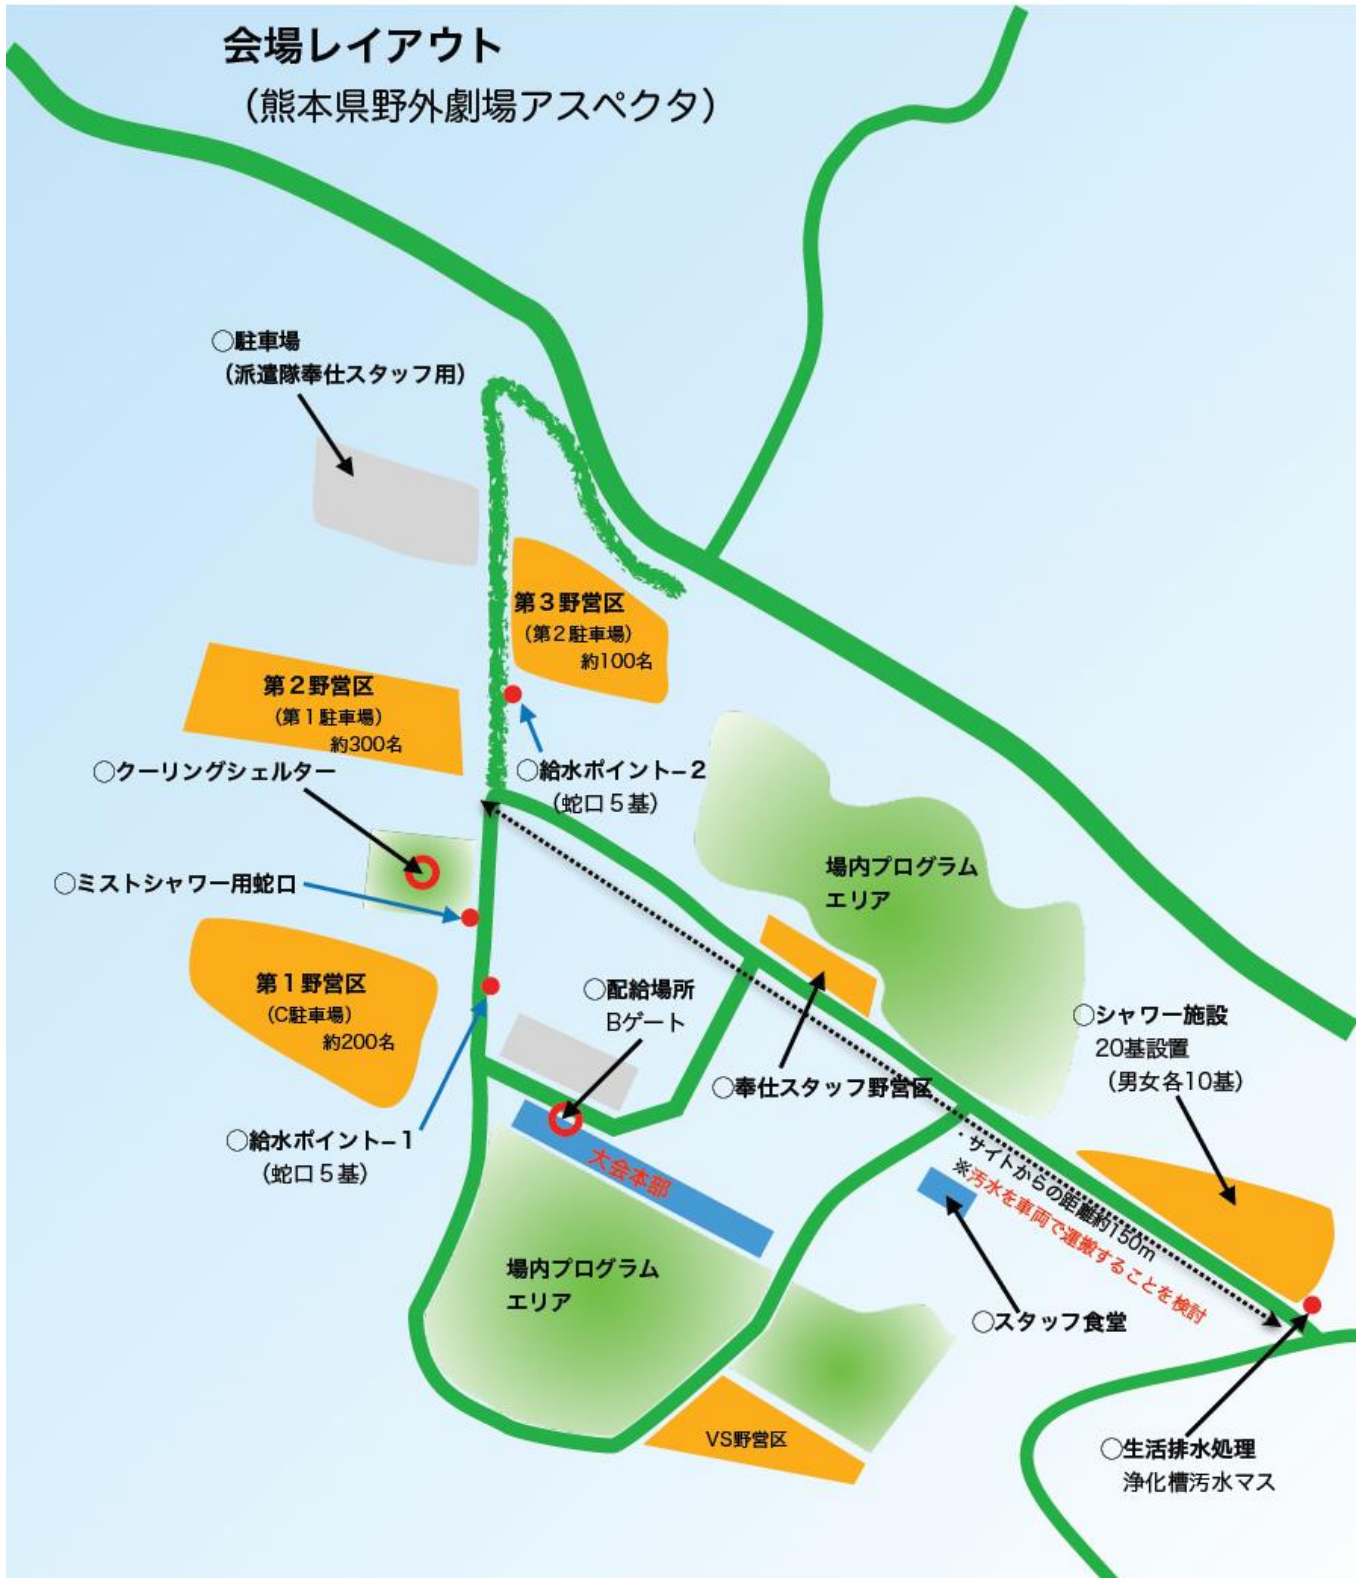 会場レイアウト
（熊本県野外劇場アスペクタ）
○駐車場
（派遣隊奉仕スタッフ用）
第３野営区
（第２駐車場）
約100名
第２野営区
（第１駐車場）
約300名
○クーリングシェルター
○給水ポイント−２
（蛇口５基）
○ミストシャワー用蛇口
場内プログラム
エリア
第１野営区
（C駐車場）
約200名
○配給場所
Bゲート
○シャワー施設
20基設置
（男女各10基）
○奉仕スタッフ野営区
○給水ポイント−１
（蛇口５基）
大会本部
・サイトからの距離約150m
※汚水を車両で運搬することを検討
場内プログラム
エリア
○スタッフ食堂
VS野営区
○生活排水処理
浄化槽汚水マス